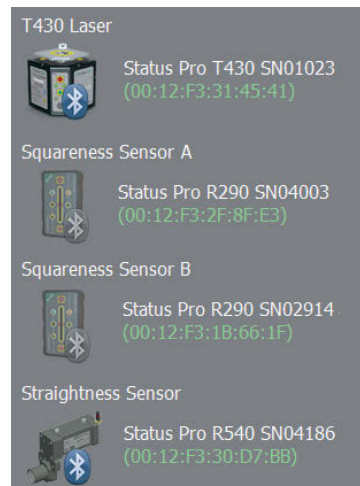 T430 Laser
Status Pro T430 SN01023
(00:12:F3:31:45:41)
Squareness Sensor A
Status Pro R290 SN04003
(00:12:F3:2F:8F:E3)
Squareness Sensor B
Status Pro R290 SN02914
(00:12:F3:1B:66:1F)
Straightness Sensor
Status Pro R540 SN04186
(00:12:F3:30:D7:BB)